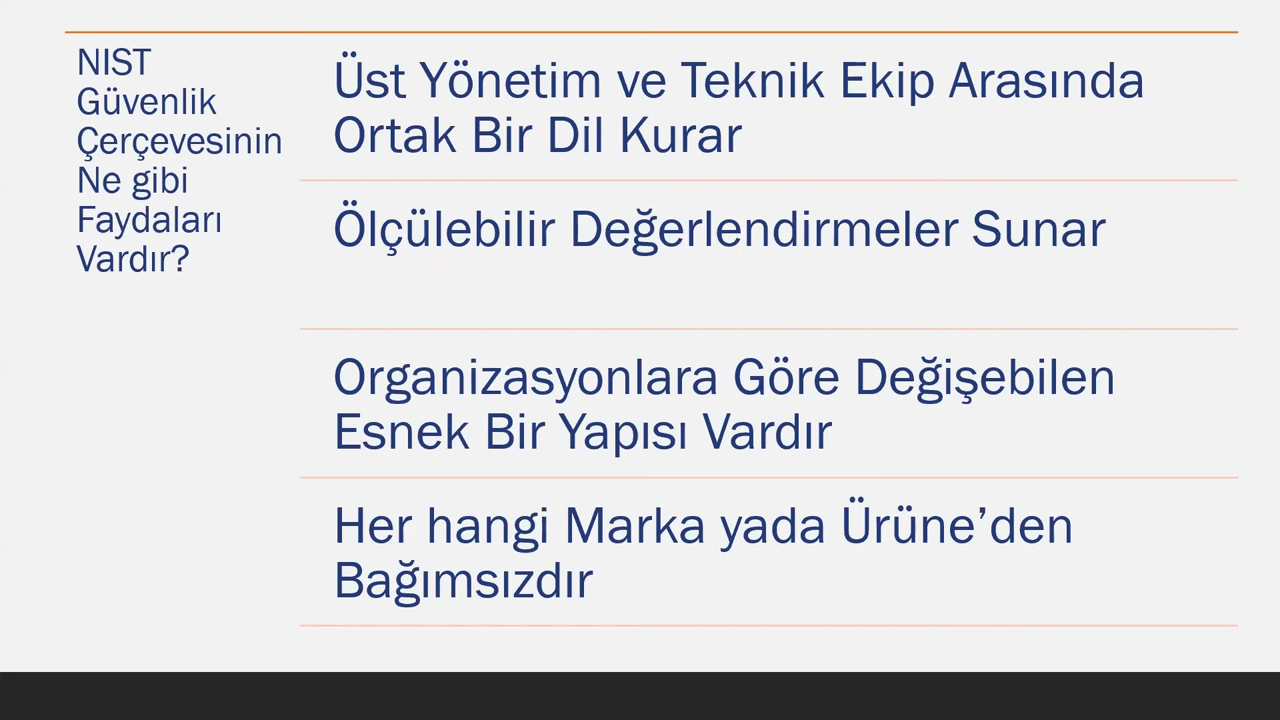 NIST
Güvenlik
Çerçevesinin
Ne gibi
Faydaları
Vardır?
Üst Yönetim ve Teknik Ekip Arasında
Ortak Bir Dil Kurar
Ölçülebilir Değerlendirmeler Sunar
Organizasyonlara Göre Değişebilen
Esnek Bir Yapısı Vardır
Her hangi Marka yada Ürüne’den
Bağımsızdır